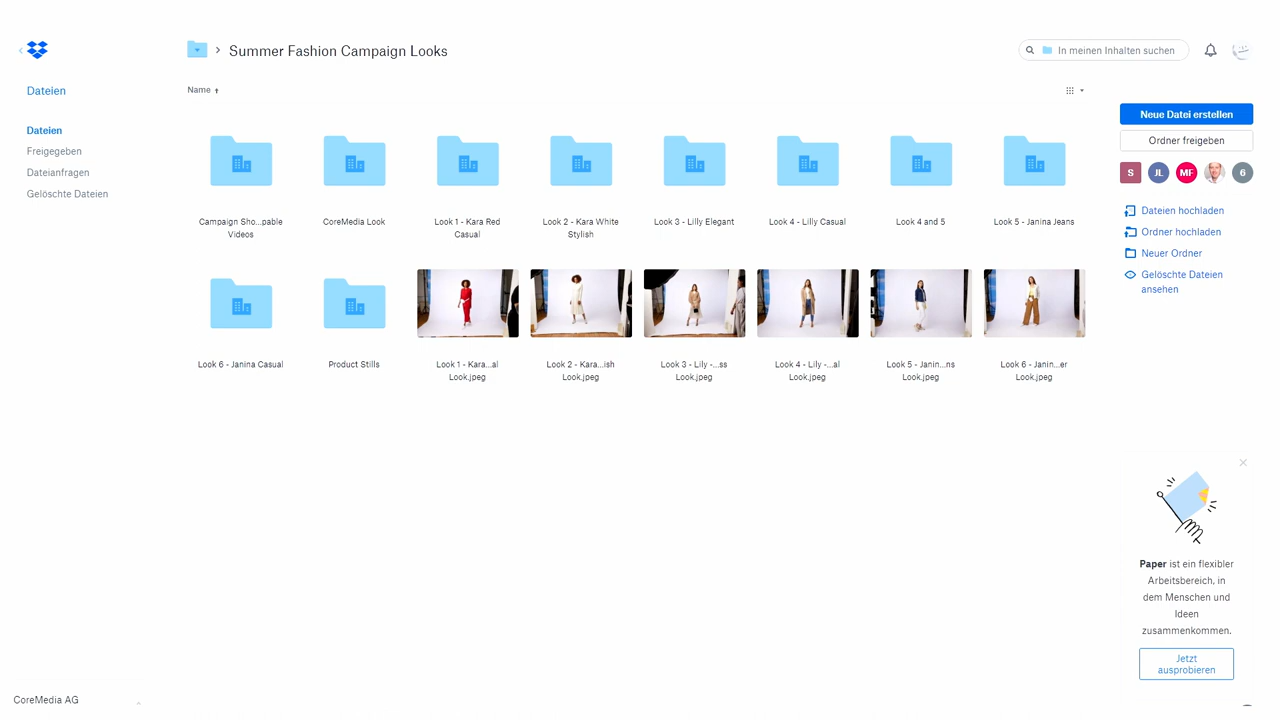 Summer Fashion Campaign Looks
In meinen Inhalten suchen
Dateien
Dateien
Freigegeben
Dateianfragen
Gelöschte Dateien
Name
Campaign Sho...pable
Videos
CoreMedia Look
Look 1 - Kara Red
Casual
Look 2 - Kara White
Stylish
Look 3 - Lilly Elegant
Look 4 - Lilly Casual
Look 4 and 5
Look 5 - Janina Jeans
Look 6 - Janina Casual
Product Stills
Look 1 - Kara...al
Look.jpeg
Look 2 - Kara...ish
Look.jpeg
Look 3 - Lily -...ss
Look.jpeg
Look 4 - Lily -...al
Look.jpeg
Look 5 - Janin...ns
Look.jpeg
Look 6 - Janin...er
Look.jpeg
Neue Datei erstellen
Ordner freigeben
S JL MF 6
Dateien hochladen
Ordner hochladen
Neuer Ordner
Gelöschte Dateien
ansehen
Paper ist ein flexibler
Arbeitsbereich, in
dem Menschen und
Ideen
zusammenkommen.
Jetzt
ausprobieren
CoreMedia AG